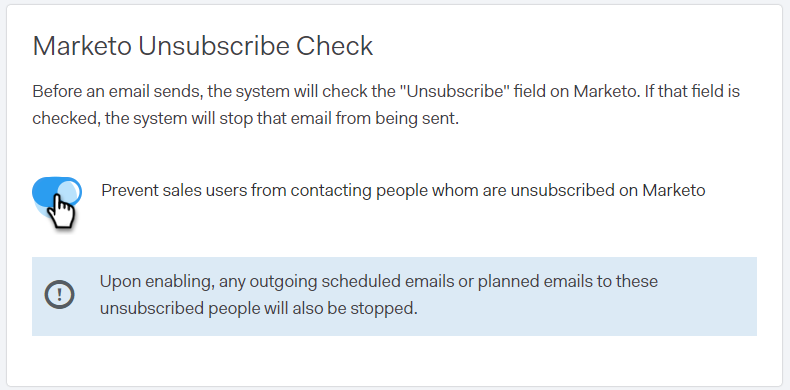 Marketo Unsubscribe Check
Before an email sends, the system will check the "Unsubscribe" field on Marketo. If that field is
checked, the system will stop that email from being sent.
Prevent sales users from contacting people whom are unsubscribed on Marketo
Upon enabling, any outgoing scheduled emails or planned emails to these
unsubscribed people will also be stopped.